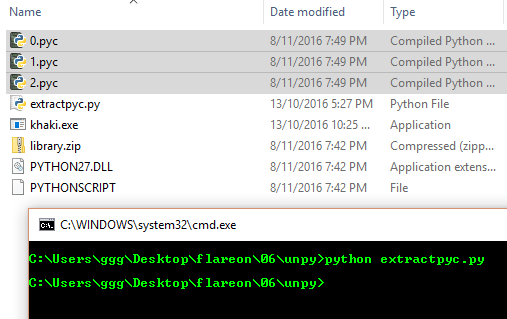 Name Date modified Type
0.pyc 8/11/2016 7:49 PM Compiled Python ...
1.pyc 8/11/2016 7:49 PM Compiled Python ...
2.pyc 8/11/2016 7:49 PM Compiled Python ...
extractpyc.py 13/10/2016 5:27 PM Python File
khaki.exe 13/10/2016 10:25 ... Application
library.zip 8/11/2016 7:42 PM Compressed (zipp...
PYTHON27.DLL 8/11/2016 7:42 PM Application extens...
PYTHONSCRIPT 8/11/2016 7:42 PM File
C:\WINDOWS\system32\cmd.exe
C:\Users\ggg\Desktop\flareon\06\unpy>python extractpyc.py
C:\Users\ggg\Desktop\flareon\06\unpy>